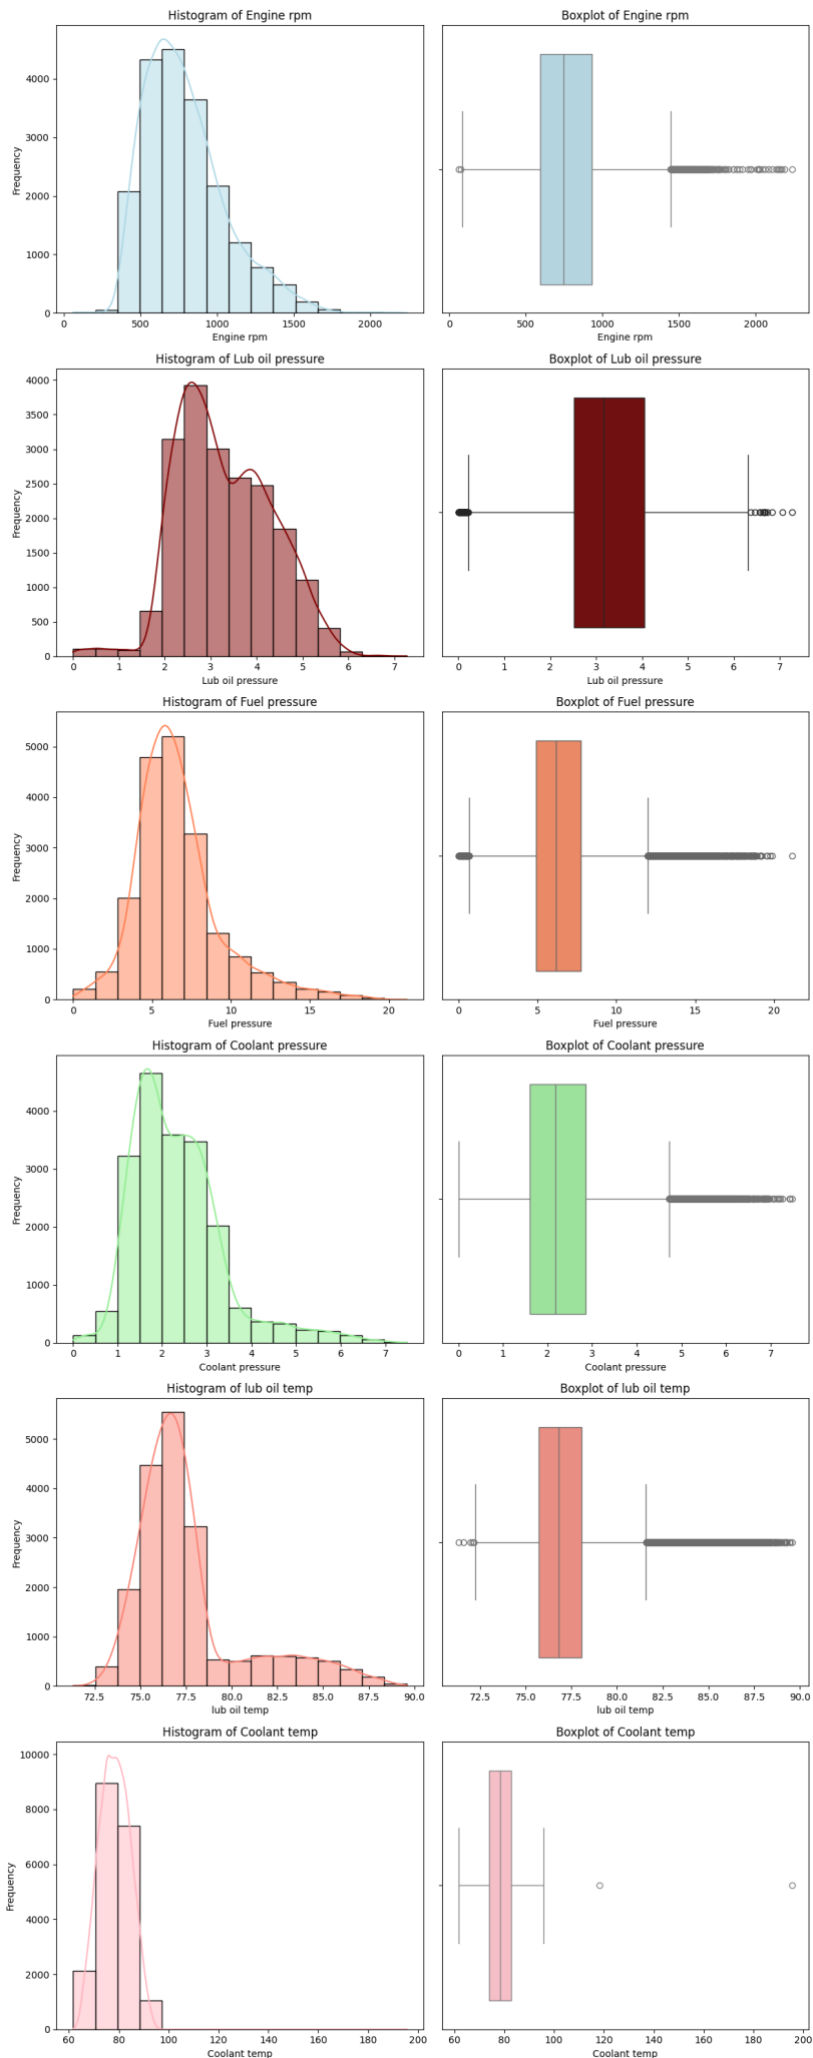 Histogram of Engine rpm
Boxplot of Engine rpm
4000
3000
2000
1000
0
Frequency
0 500 1000 1500 2000
Engine rpm
0 500 1000 1500 2000
Engine rpm
Histogram of Lub oil pressure
Boxplot of Lub oil pressure
4000
3500
3000
2500
2000
1500
1000
500
0
Frequency
0 1 2 3 4 5 6 7
Lub oil pressure
0 1 2 3 4 5 6 7
Lub oil pressure
Histogram of Fuel pressure
Boxplot of Fuel pressure
5000
4000
3000
2000
1000
0
Frequency
0 5 10 15 20
Fuel pressure
0 5 10 15 20
Fuel pressure
Histogram of Coolant pressure
Boxplot of Coolant pressure
4000
3000
2000
1000
0
Frequency
0 1 2 3 4 5 6 7
Coolant pressure
0 1 2 3 4 5 6 7
Coolant pressure
Histogram of lub oil temp
Boxplot of lub oil temp
5000
4000
3000
2000
1000
0
Frequency
72.5 75.0 77.5 80.0 82.5 85.0 87.5 90.0
lub oil temp
72.5 75.0 77.5 80.0 82.5 85.0 87.5 90.0
lub oil temp
Histogram of Coolant temp
Boxplot of Coolant temp
10000
8000
6000
4000
2000
0
Frequency
60 80 100 120 140 160 180 200
Coolant temp
60 80 100 120 140 160 180 200
Coolant temp